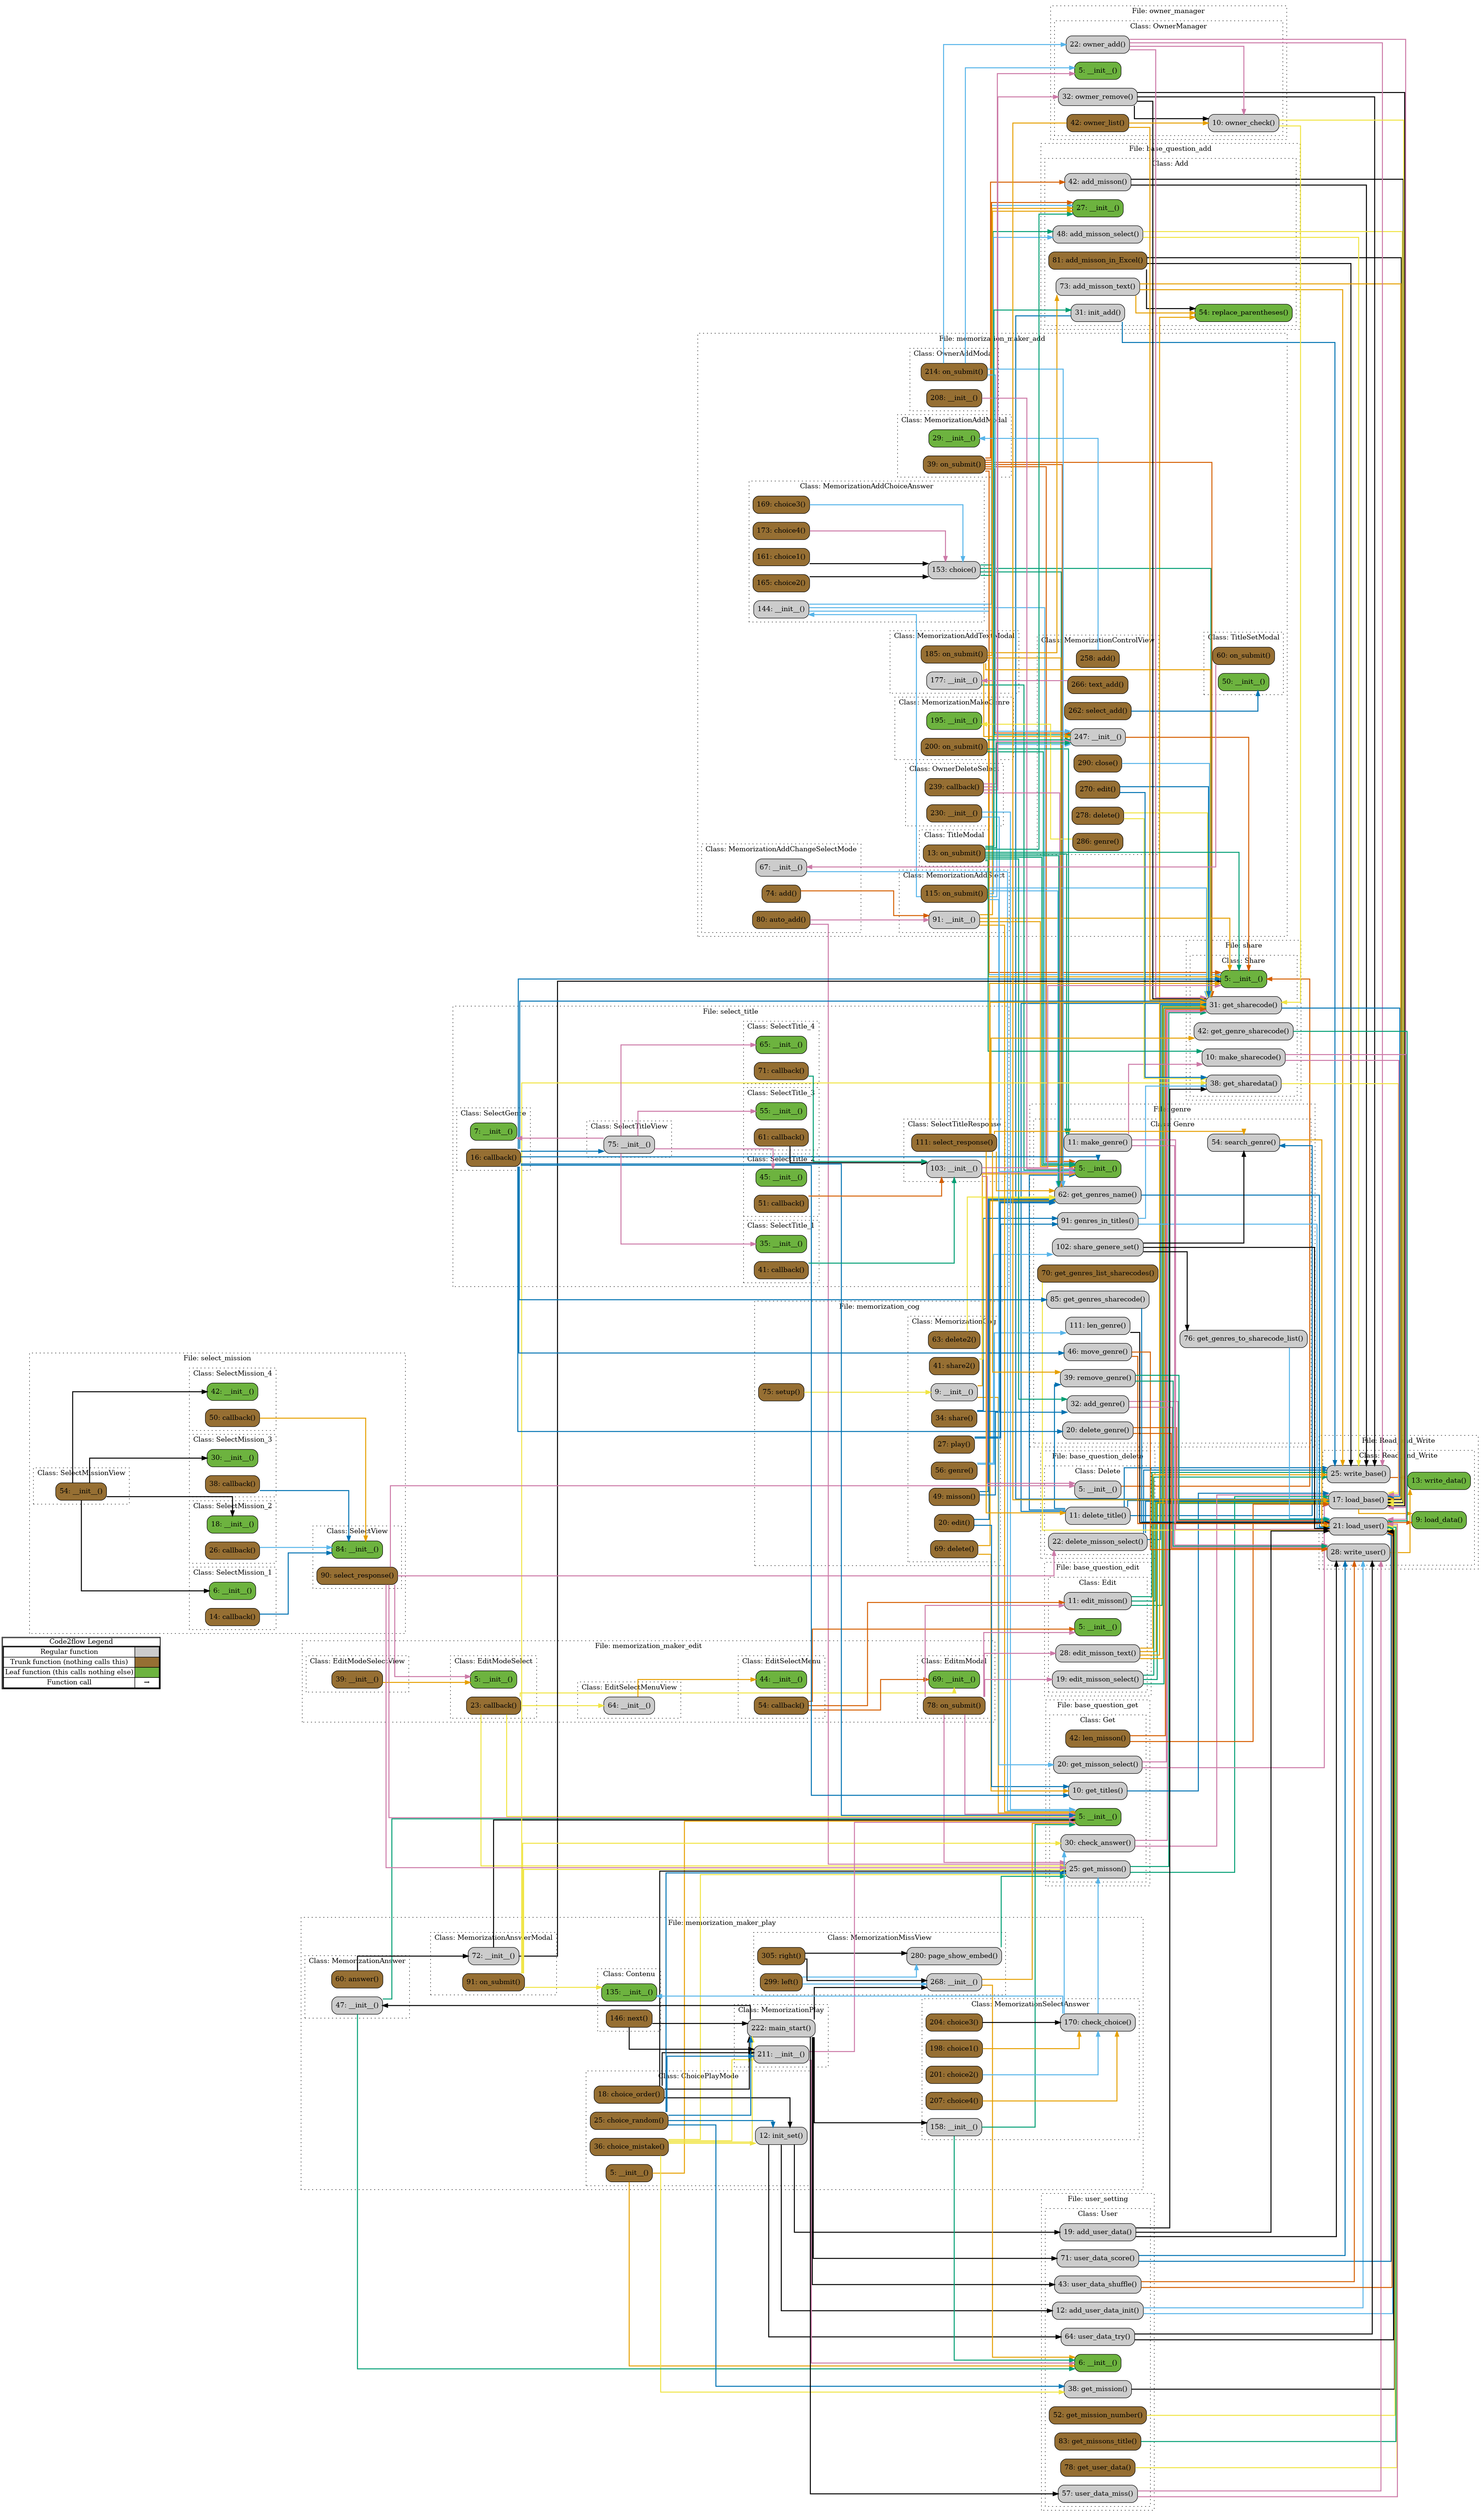 File: owner_manager
Class: OwnerManager
22: owner_add()
5: __init__()
32: owner_remove()
42: owner_list()
10: owner_check()
File: base_question_add
Class: Add
42: add_misson()
27: __init__()
48: add_misson_select()
81: add_misson_in_Excel()
73: add_misson_text()
31: init_add()
54: replace_parentheses()
File: memorization_maker_add
Class: OwnerAddModal
214: on_submit()
208: __init__()
Class: MemorizationAddModal
29: __init__()
39: on_submit()
Class: MemorizationAddChoiceAnswer
169: choice3()
173: choice4()
161: choice1()
165: choice2()
153: choice()
144: __init__()
Class: MemorizationAddTextModal
185: on_submit()
177: __init__()
Class: MemorizationControlView
258: add()
266: text_add()
262: select_add()
247: __init__()
290: close()
270: edit()
278: delete()
286: genre()
Class: TitleSetModal
60: on_submit()
50: __init__()
Class: MemorizationMakeGenre
195: __init__()
200: on_submit()
Class: OwnerDeleteSelect
239: callback()
230: __init__()
Class: TitleModal
13: on_submit()
Class: MemorizationAddChangeSelectMode
67: __init__()
74: add()
80: auto_add()
Class: MemorizationAddSelect
115: on_submit()
91: __init__()
File: share
Class: Share
5: __init__()
31: get_sharecode()
42: get_genre_sharecode()
10: make_sharecode()
38: get_sharedata()
File: select_title
Class: SelectTitle_4
65: __init__()
71: callback()
Class: SelectTitle_3
55: __init__()
61: callback()
Class: SelectTitle_2
45: __init__()
51: callback()
Class: SelectTitle_1
35: __init__()
41: callback()
Class: SelectGenre
7: __init__()
16: callback()
Class: SelectTitleView
75: __init__()
Class: SelectTitleResponse
111: select_response()
103: __init__()
File: genre
Class: Genre
11: make_genre()
54: search_genre()
5: __init__()
62: get_genres_name()
91: genres_in_titles()
102: share_genere_set()
70: get_genres_list_sharecodes()
85: get_genres_sharecode()
111: len_genre()
76: get_genres_to_sharecode_list()
46: move_genre()
39: remove_genre()
32: add_genre()
20: delete_genre()
File: memorization_cog
Class: MemorizationCog
63: delete2()
41: share2()
75: setup()
9: __init__()
34: share()
27: play()
56: genre()
49: misson()
20: edit()
69: delete()
File: select_mission
Class: SelectMission_4
42: __init__()
50: callback()
Class: SelectMission_3
30: __init__()
38: callback()
Class: SelectMissionView
54: __init__()
Class: SelectMission_2
18: __init__()
26: callback()
Class: SelectView
84: __init__()
90: select_response()
Class: SelectMission_1
6: __init__()
14: callback()
File: Read_and_Write
Class: Read_and_Write
25: write_base()
13: write_data()
17: load_base()
9: load_data()
21: load_user()
28: write_user()
File: base_question_delete
Class: Delete
5: __init__()
11: delete_title()
22: delete_misson_select()
File: base_question_edit
Class: Edit
11: edit_misson()
5: __init__()
28: edit_misson_text()
19: edit_misson_select()
Code2flow Legend
Regular function
Trunk function (nothing calls this)
Leaf function (this calls nothing else)
Function call →
File: memorization_maker_edit
Class: EditModeSelectView
39: __init__()
Class: EditModeSelect
5: __init__()
23: callback()
Class: EditSelectMenuView
64: __init__()
Class: EditSelectMenu
44: __init__()
54: callback()
Class: EditmModal
69: __init__()
78: on_submit()
File: base_question_get
Class: Get
42: len_misson()
20: get_misson_select()
10: get_titles()
5: __init__()
30: check_answer()
25: get_misson()
File: memorization_maker_play
Class: MemorizationAnswerModal
72: __init__()
91: on_submit()
Class: MemorizationAnswer
60: answer()
47: __init__()
Class: MemorizationMissView
305: right()
280: page_show_embed()
299: left()
268: __init__()
Class: Contenu
135: __init__()
146: next()
Class: MemorizationPlay
222: main_start()
211: __init__()
Class: MemorizationSelectAnswer
204: choice3()
170: check_choice()
198: choice1()
201: choice2()
207: choice4()
158: __init__()
Class: ChoicePlayMode
18: choice_order()
25: choice_random()
12: init_set()
36: choice_mistake()
5: __init__()
File: user_setting
Class: User
19: add_user_data()
71: user_data_score()
43: user_data_shuffle()
12: add_user_data_init()
64: user_data_try()
6: __init__()
38: get_mission()
52: get_mission_number()
83: get_missons_title()
78: get_user_data()
57: user_data_miss()